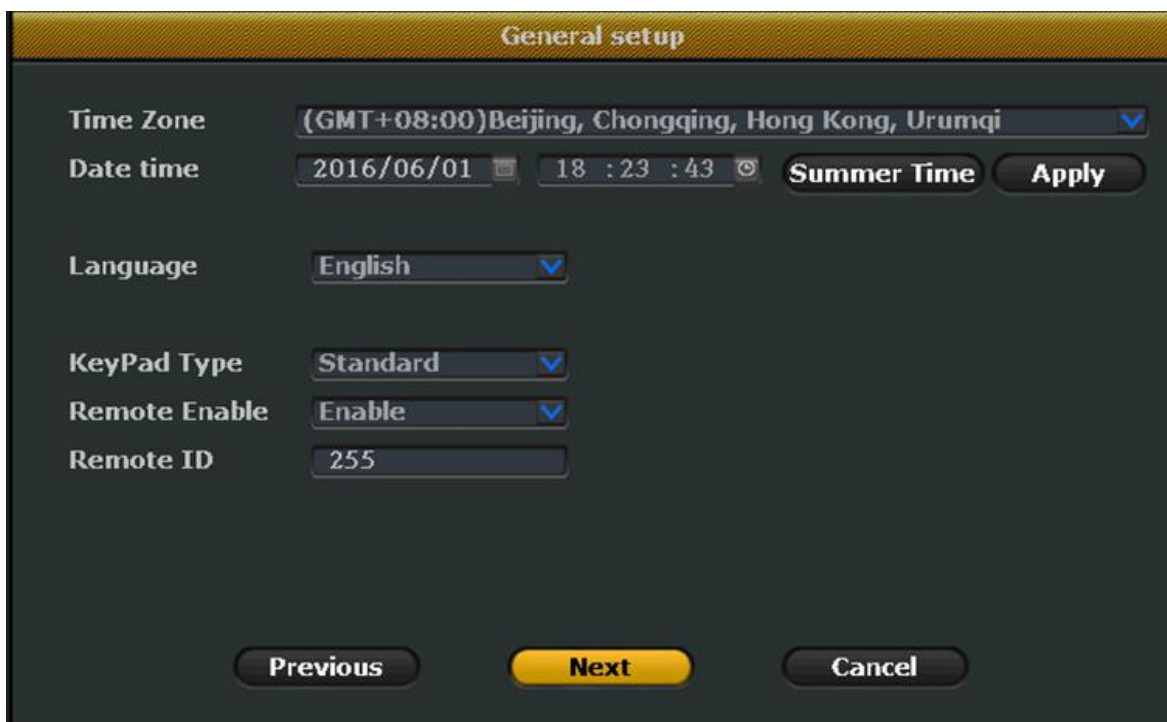 General setup
Time Zone (GMT+08:00)Beijing, Chongqing, Hong Kong, Urumqi
Date time 2016/06/01 18 :23 :43 Summer Time Apply
Language English
KeyPad Type Standard
Remote Enable Enable
Remote ID 255
Previous Next Cancel